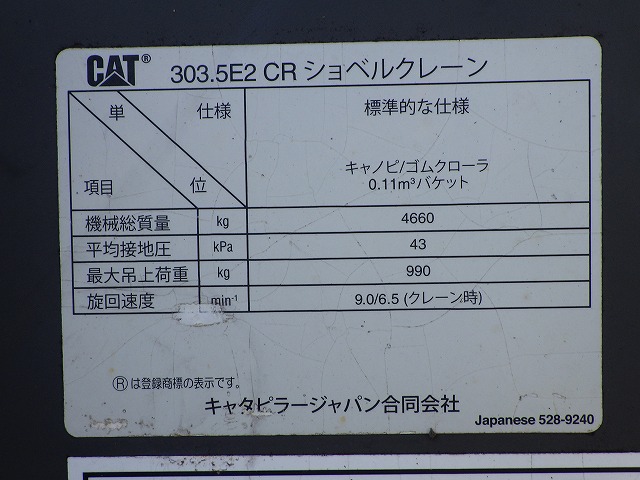 CAT® 303.5E2 CR ショベルクレーン
単 仕様 標準的な仕様
項目 位 キャノピ/ゴムクローラ
0.11m³バケット
機械総質量 kg 4660
平均接地圧 kPa 43
最大吊上荷重 kg 990
旋回速度 min-¹ 9.0/6.5 (クレーン時)
Ⓡは登録商標の表示です。
キャタピラージャパン合同会社
Japanese 528-9240